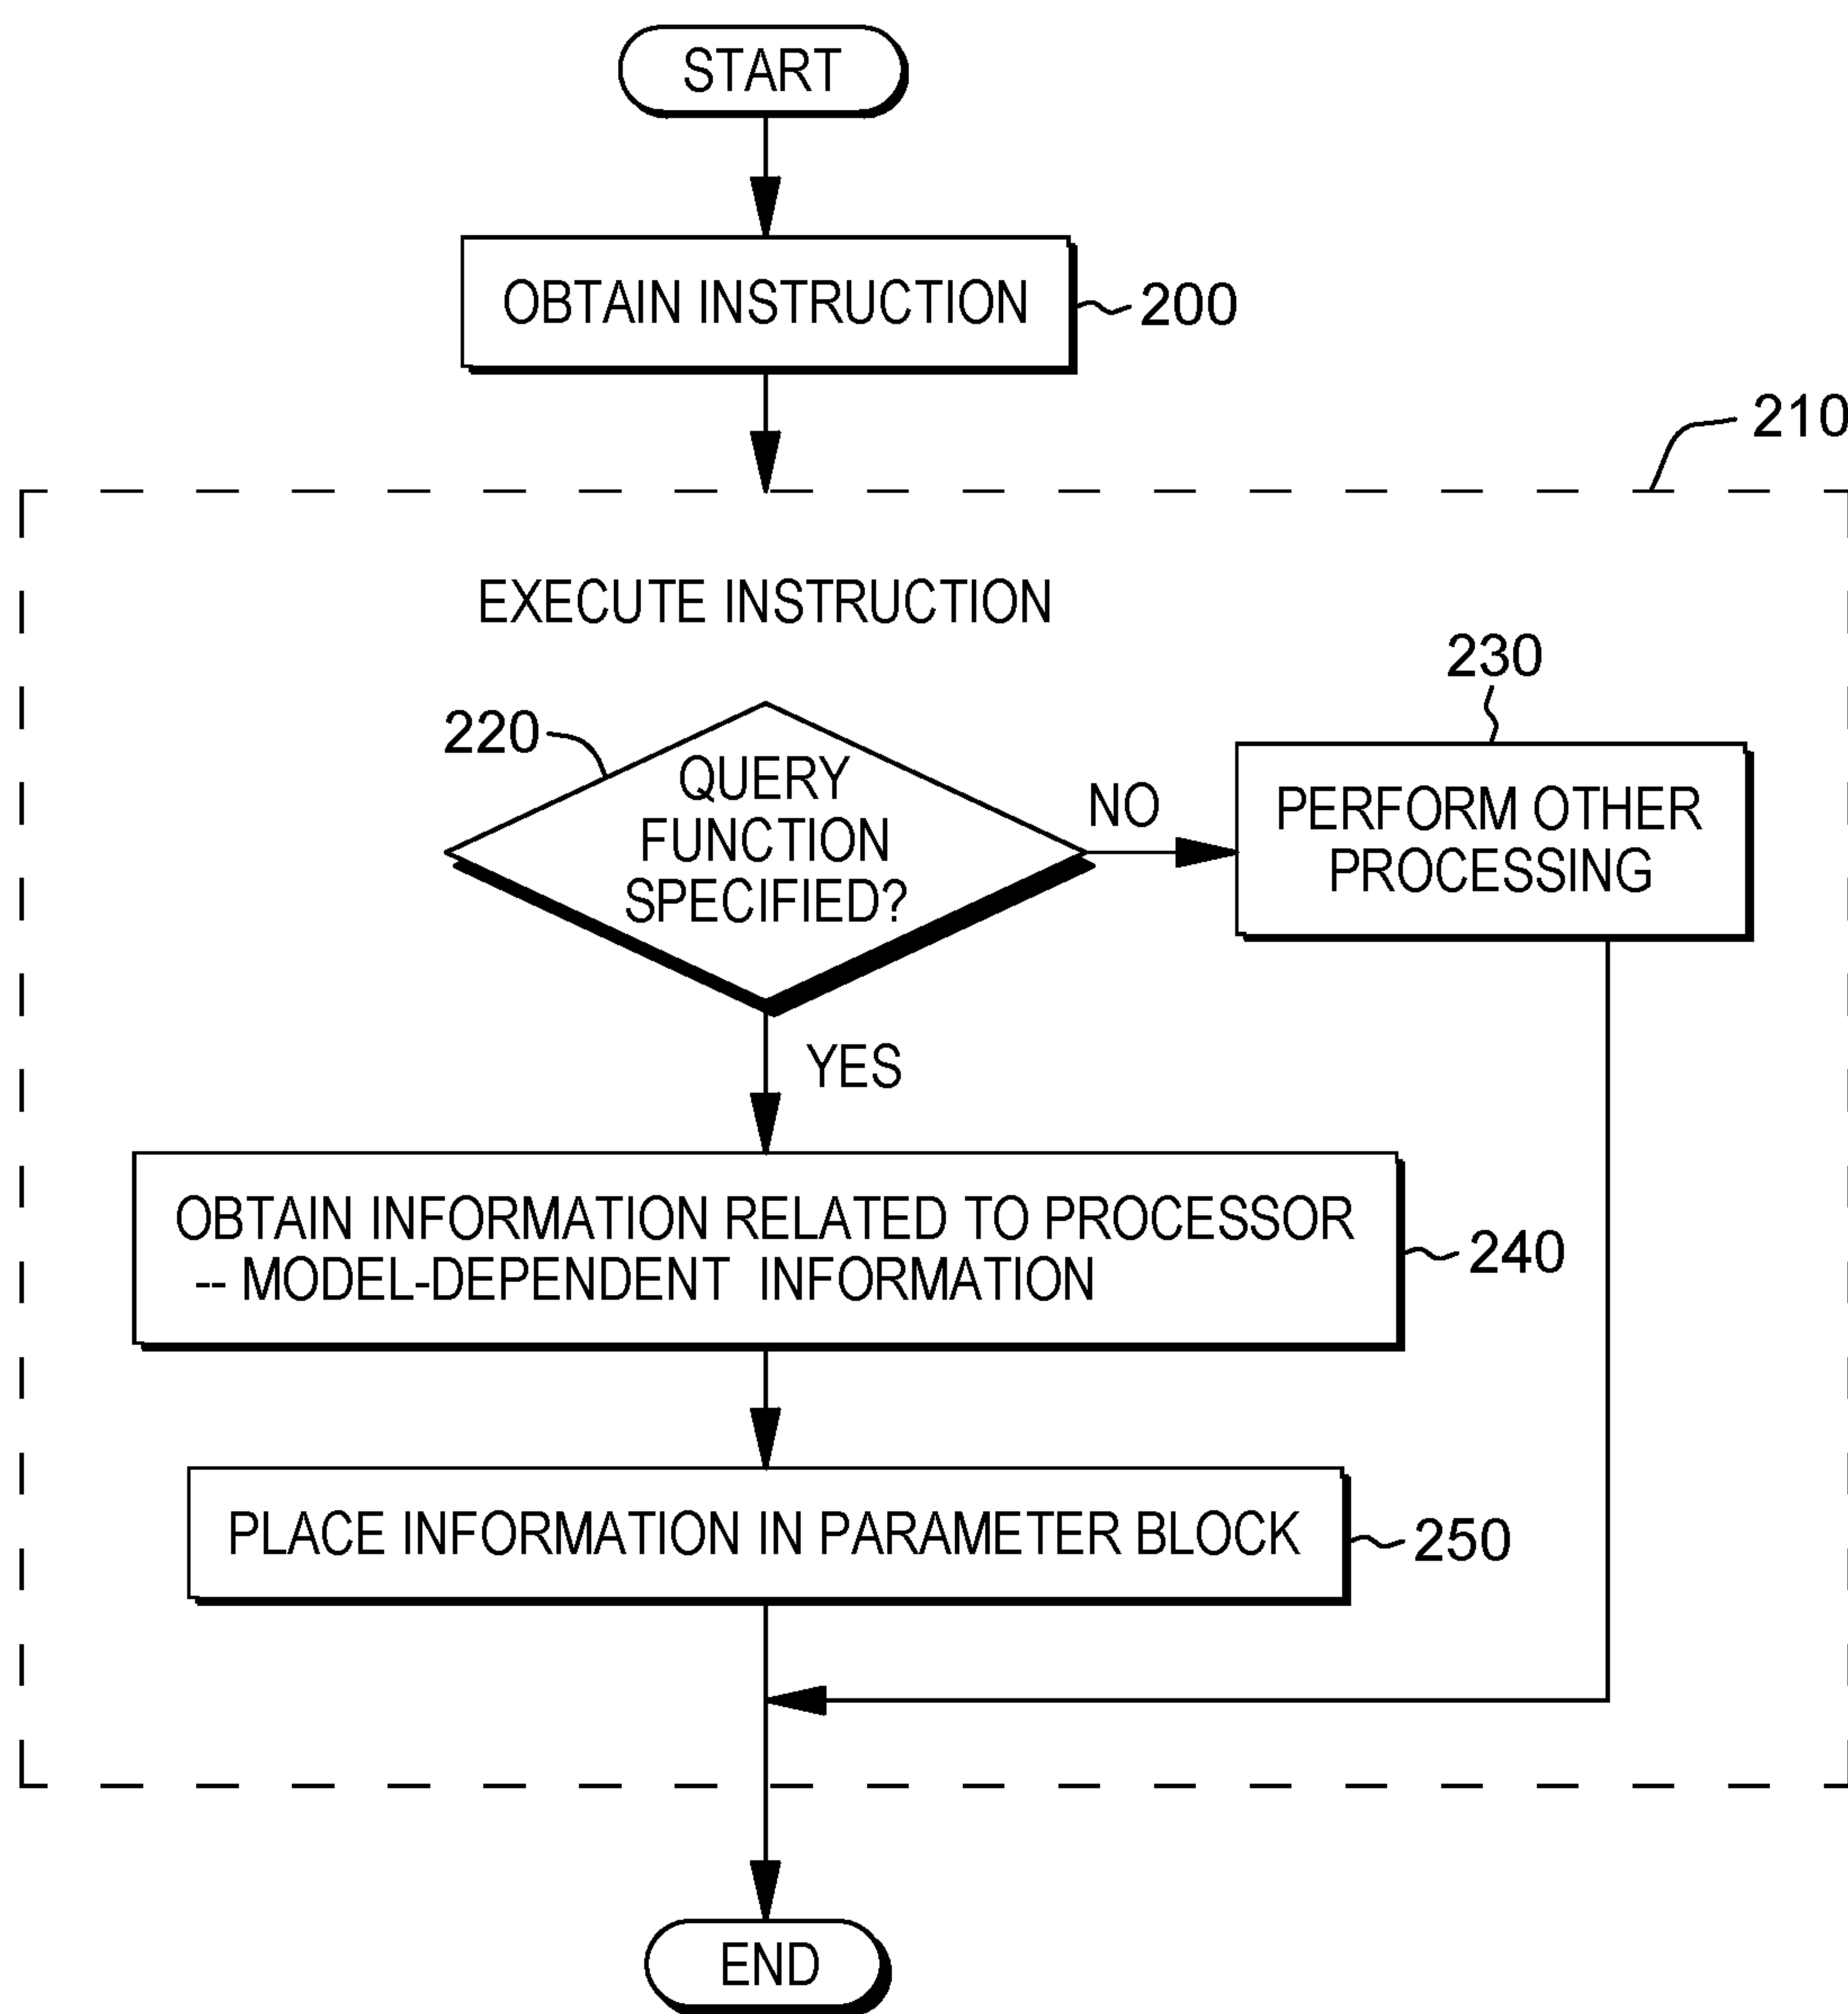 START
OBTAIN INSTRUCTION
200
210
EXECUTE INSTRUCTION
220
QUERY
FUNCTION
SPECIFIED?
NO
230
PERFORM OTHER
PROCESSING
YES
OBTAIN INFORMATION RELATED TO PROCESSOR
-- MODEL-DEPENDENT INFORMATION
240
PLACE INFORMATION IN PARAMETER BLOCK
250
END